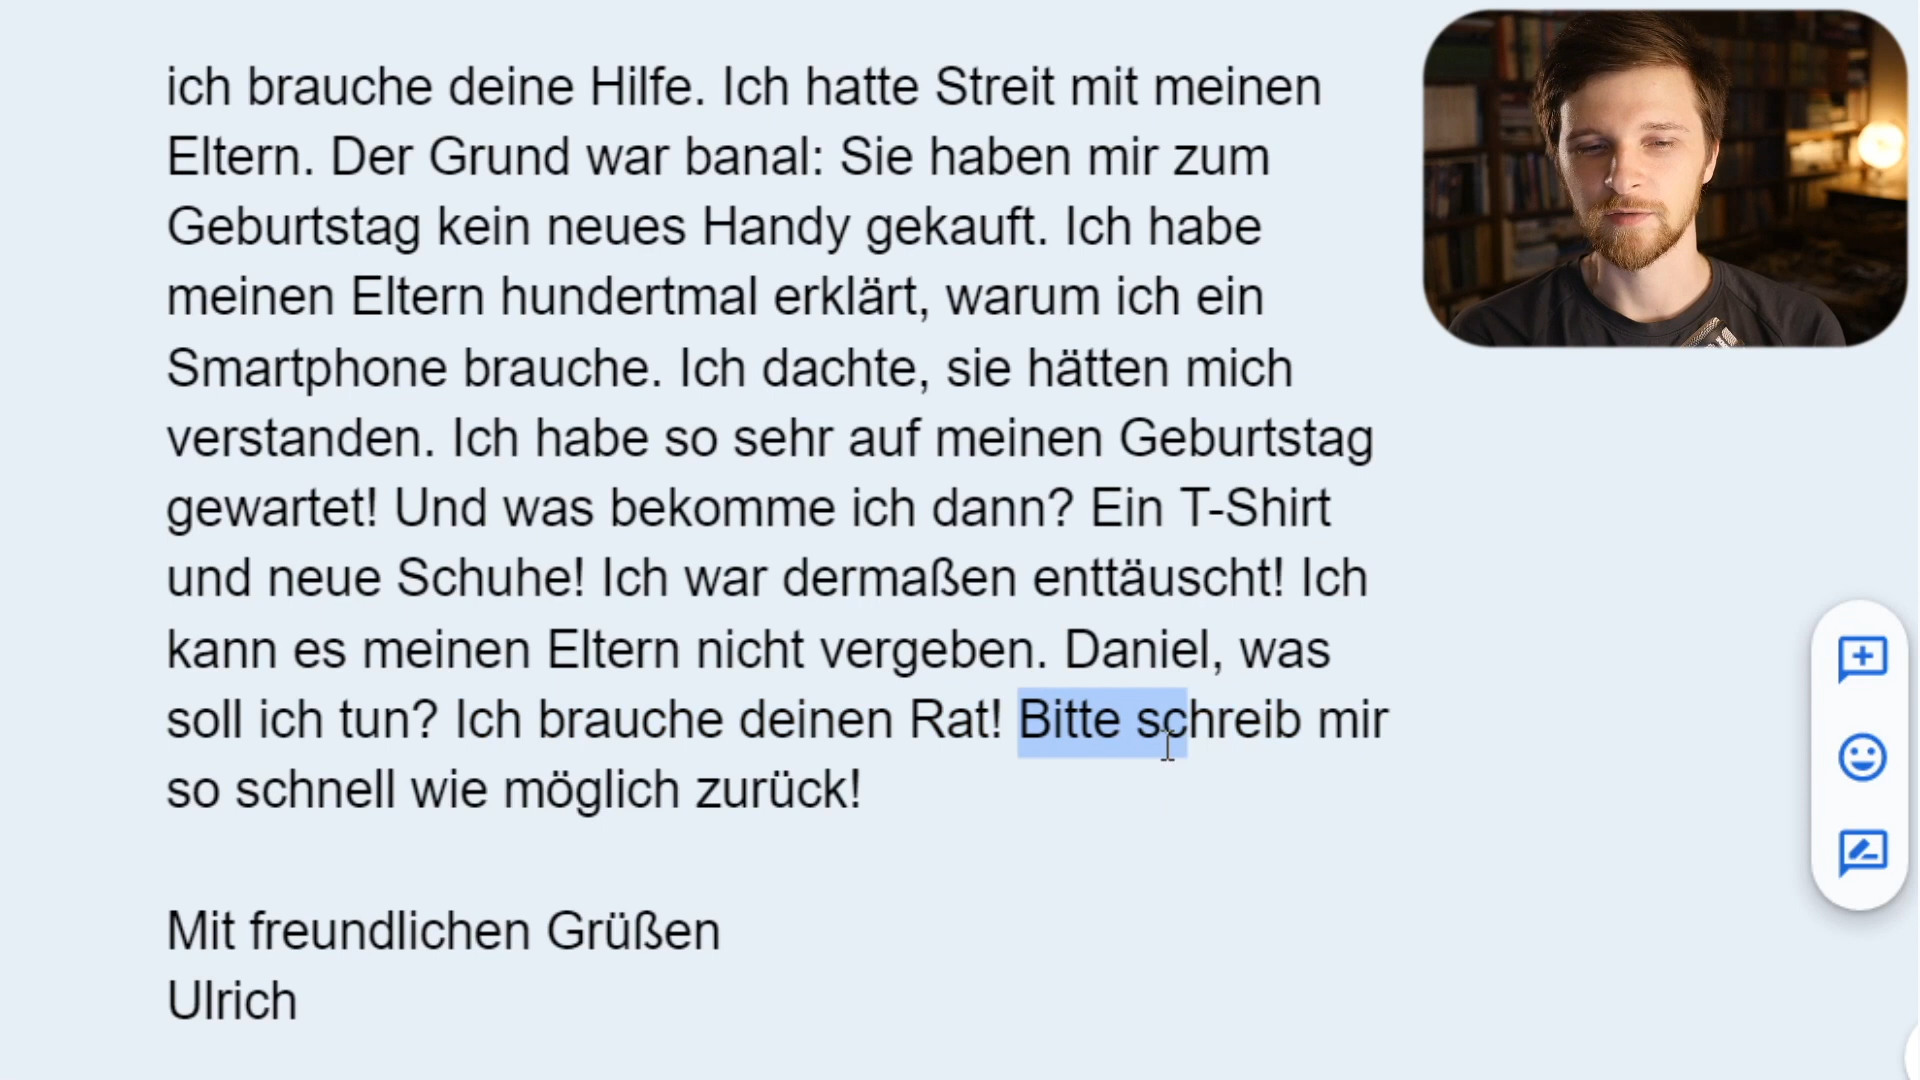 ich brauche deine Hilfe. Ich hatte Streit mit meinen
Eltern. Der Grund war banal: Sie haben mir zum
Geburtstag kein neues Handy gekauft. Ich habe
meinen Eltern hundertmal erklärt, warum ich ein
Smartphone brauche. Ich dachte, sie hätten mich
verstanden. Ich habe so sehr auf meinen Geburtstag
gewartet! Und was bekomme ich dann? Ein T-Shirt
und neue Schuhe! Ich war dermaßen enttäuscht! Ich
kann es meinen Eltern nicht vergeben. Daniel, was
soll ich tun? Ich brauche deinen Rat! Bitte schreib mir
so schnell wie möglich zurück!
Mit freundlichen Grüßen
Ulrich